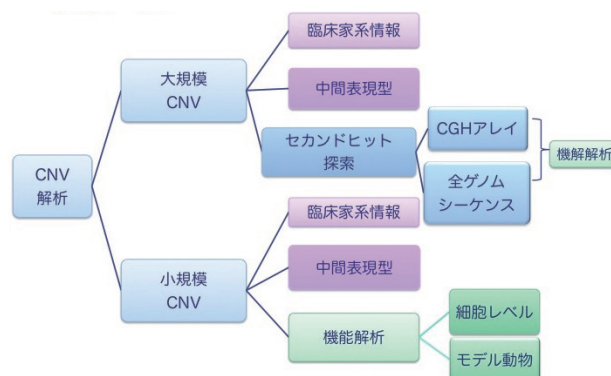 臨床家系情報
大規模
CNV
中間表現型
セカンドヒット
探索
CGHアレイ
全ゲノム
シーケンス
機解解析
CNV
解析
臨床家系情報
小規模
CNV
中間表現型
機能解析
細胞レベル
モデル動物